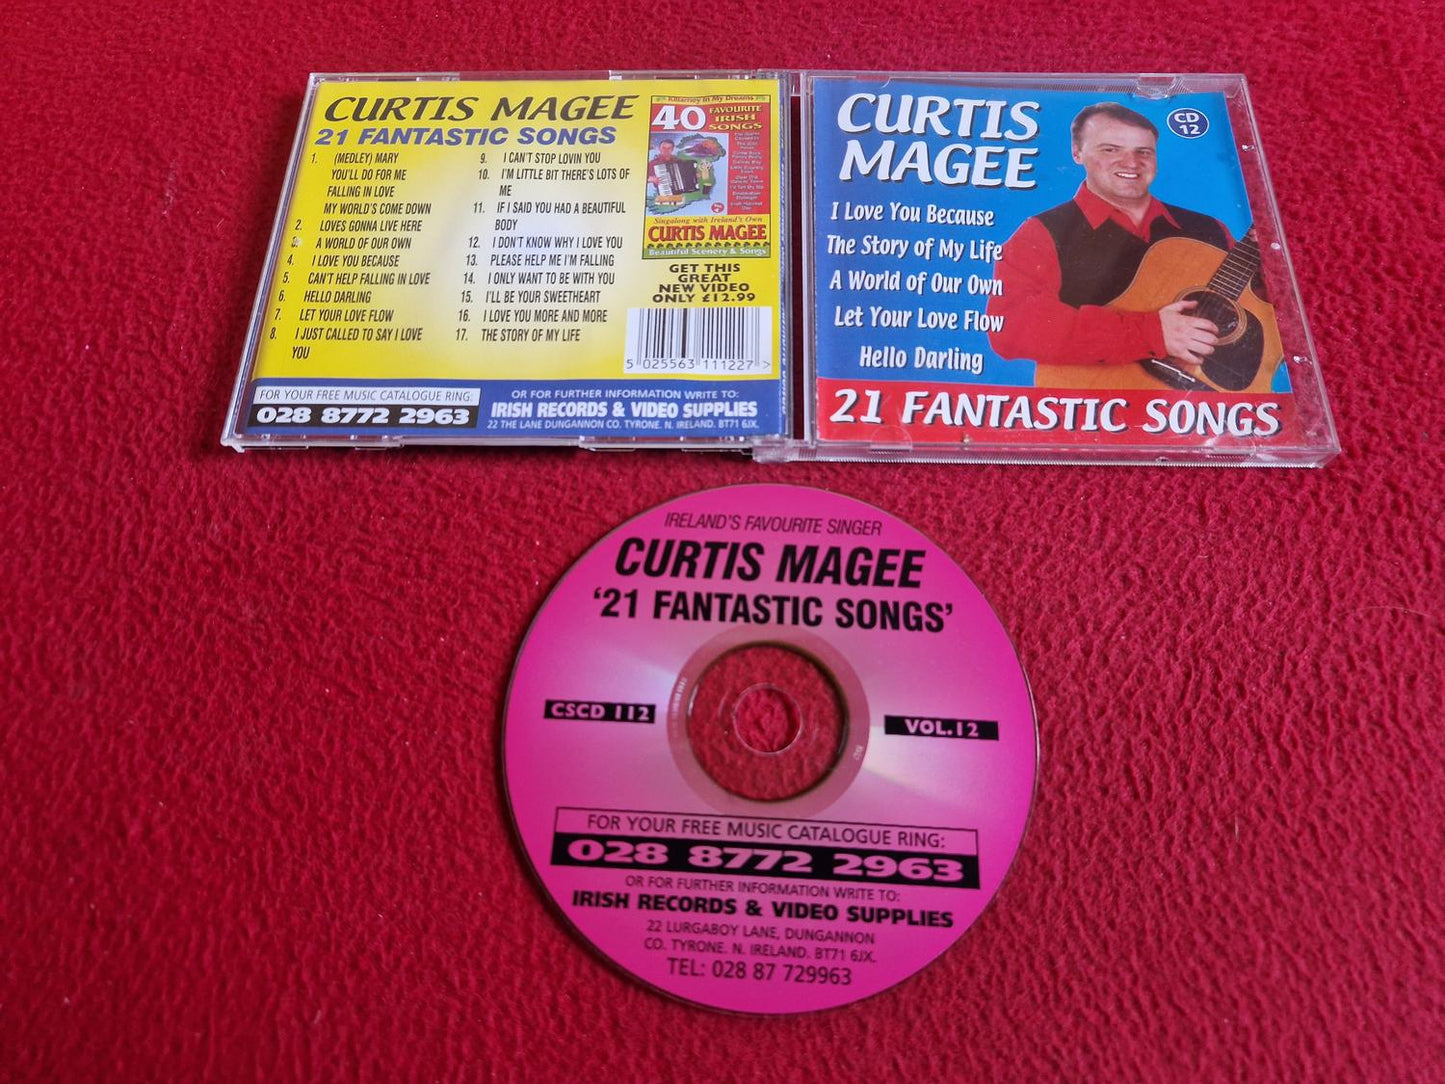 CURTIS MAGEE
21 FANTASTIC SONGS
1. (MEDLEY) MARY
YOU'LL DO FOR ME
FALLING IN LOVE
MY WORLD'S COME DOWN
2. LOVES GONNA LIVE HERE
3. A WORLD OF OUR OWN
4. I LOVE YOU BECAUSE
5. CAN'T HELP FALLING IN LOVE
6. HELLO DARLING
7. LET YOUR LOVE FLOW
8. I JUST CALLED TO SAY I LOVE
YOU
9. I CAN'T STOP LOVIN YOU
10. I'M LITTLE BIT THERE'S LOTS OF
ME
11. IF I SAID YOU HAD A BEAUTIFUL
BODY
12. I DON'T KNOW WHY I LOVE YOU
13. PLEASE HELP ME I'M FALLING
14. I ONLY WANT TO BE WITH YOU
15. I'LL BE YOUR SWEETHEART
16. I LOVE YOU MORE AND MORE
17. THE STORY OF MY LIFE
Killarney In My Dreams
40 FAVOURITE
IRISH
SONGS
Singalong with Ireland's Own
CURTIS MAGEE
Beautiful Scenery & Songs
GET THIS
GREAT
NEW VIDEO
ONLY £12.99
5 025563 111227 >
FOR YOUR FREE MUSIC CATALOGUE RING:
028 8772 2963
OR FOR FURTHER INFORMATION WRITE TO:
IRISH RECORDS & VIDEO SUPPLIES
22 THE LANE DUNGANNON CO. TYRONE. N. IRELAND. BT71 6JX.
CURTIS
MAGEE
CD
12
I Love You Because
The Story of My Life
A World of Our Own
Let Your Love Flow
Hello Darling
21 FANTASTIC SONGS
IRELAND'S FAVOURITE SINGER
CURTIS MAGEE
'21 FANTASTIC SONGS'
CSCD 112
VOL.12
FOR YOUR FREE MUSIC CATALOGUE RING:
028 8772 2963
OR FOR FURTHER INFORMATION WRITE TO:
IRISH RECORDS & VIDEO SUPPLIES
22 LURGABOY LANE, DUNGANNON
CO. TYRONE. N. IRELAND. BT71 6JX.
TEL: 028 87 729963